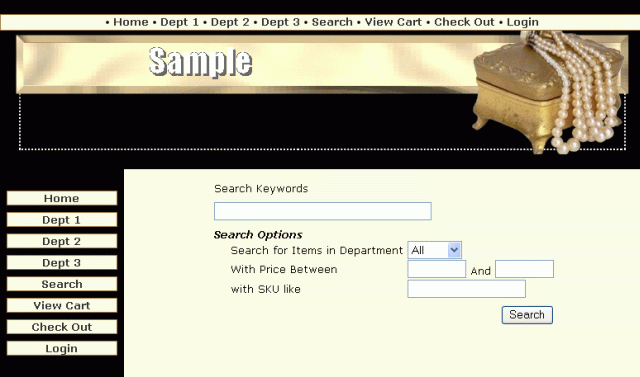 • Home • Dept 1 • Dept 2 • Dept 3 • Search • View Cart • Check Out • Login
Sample
Home
Dept 1
Dept 2
Dept 3
Search
View Cart
Check Out
Login
Search Keywords
Search Options
Search for Items in Department All
With Price Between And
with SKU like
Search